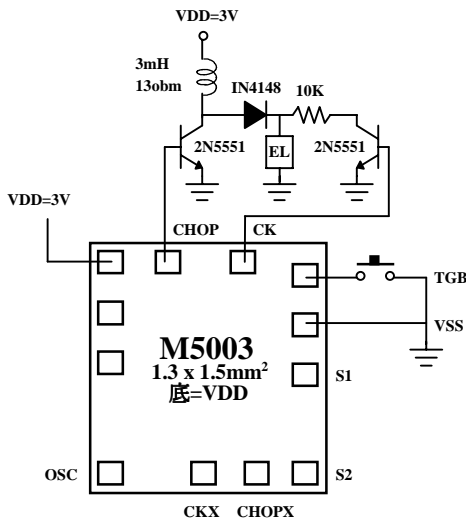 VDD=3V
3mH
13obm
IN4148
10K
2N5551
EL
2N5551
VDD=3V
CHOP
CK
TGB
VSS
M5003
1.3 x 1.5mm²
底=VDD
S1
OSC
S2
CKX
CHOPX